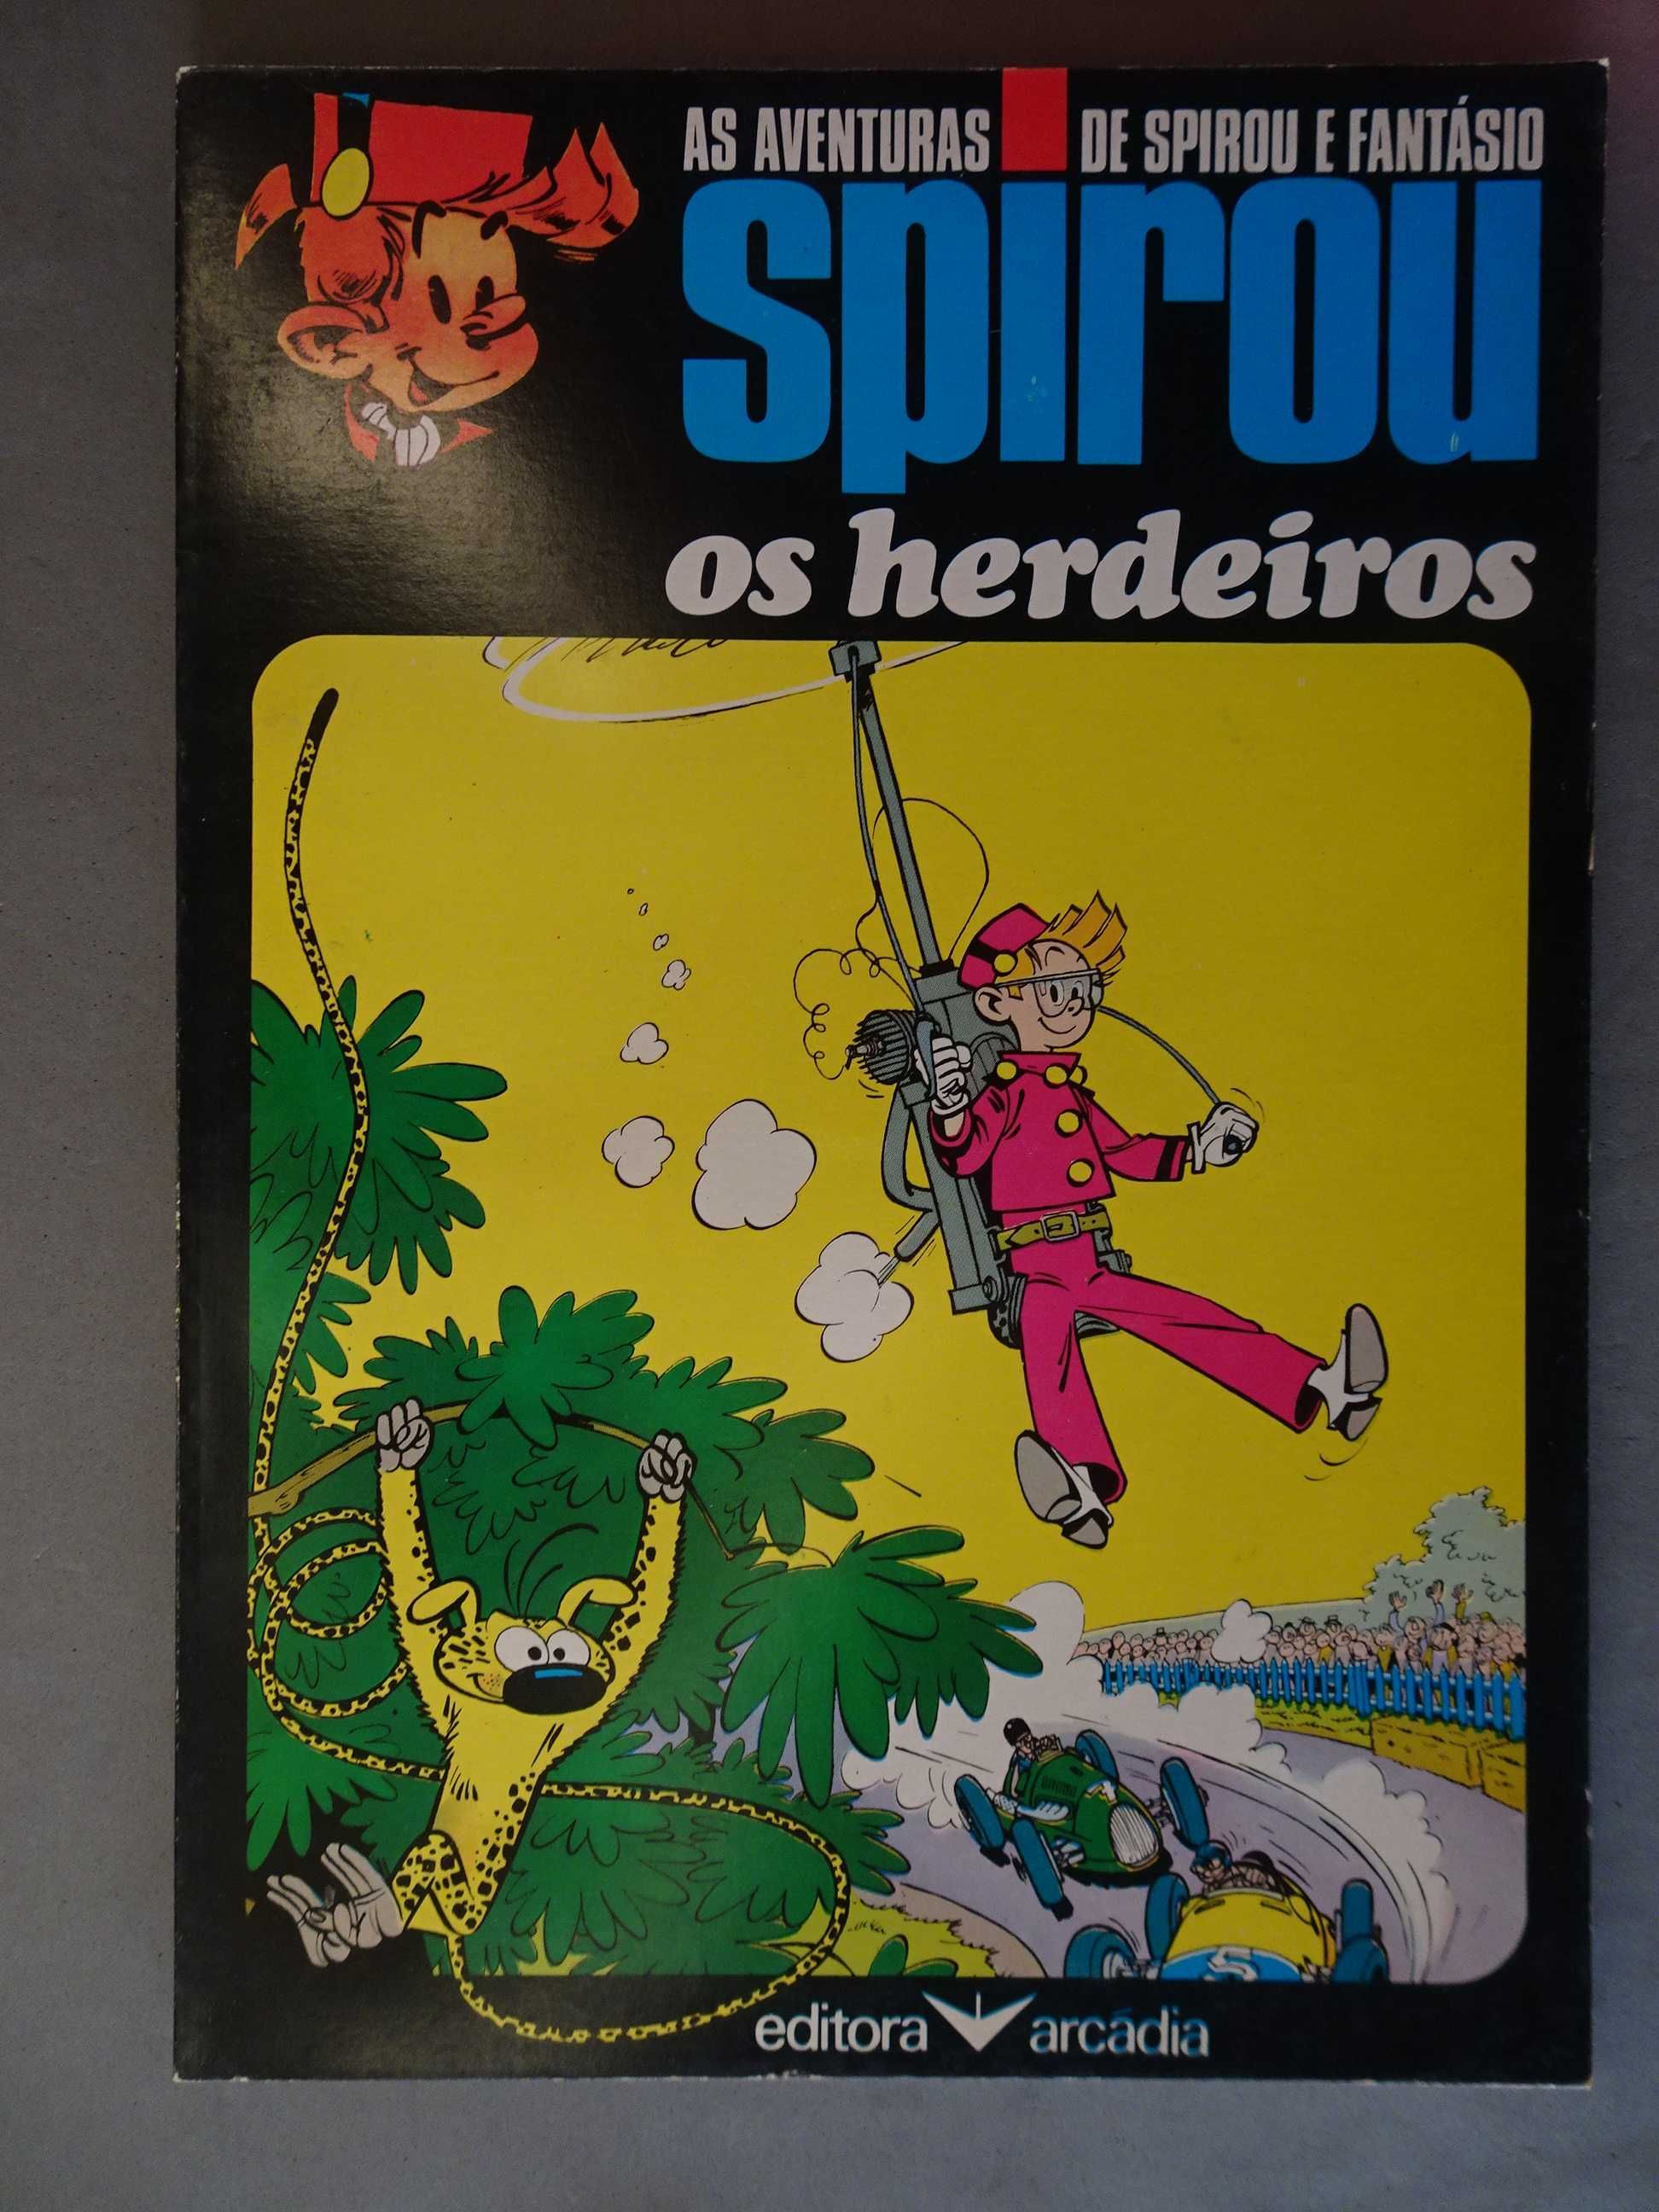 AS AVENTURAS DE SPIROU E FANTÁSIO
spirou
os herdeiros
editora arcádia